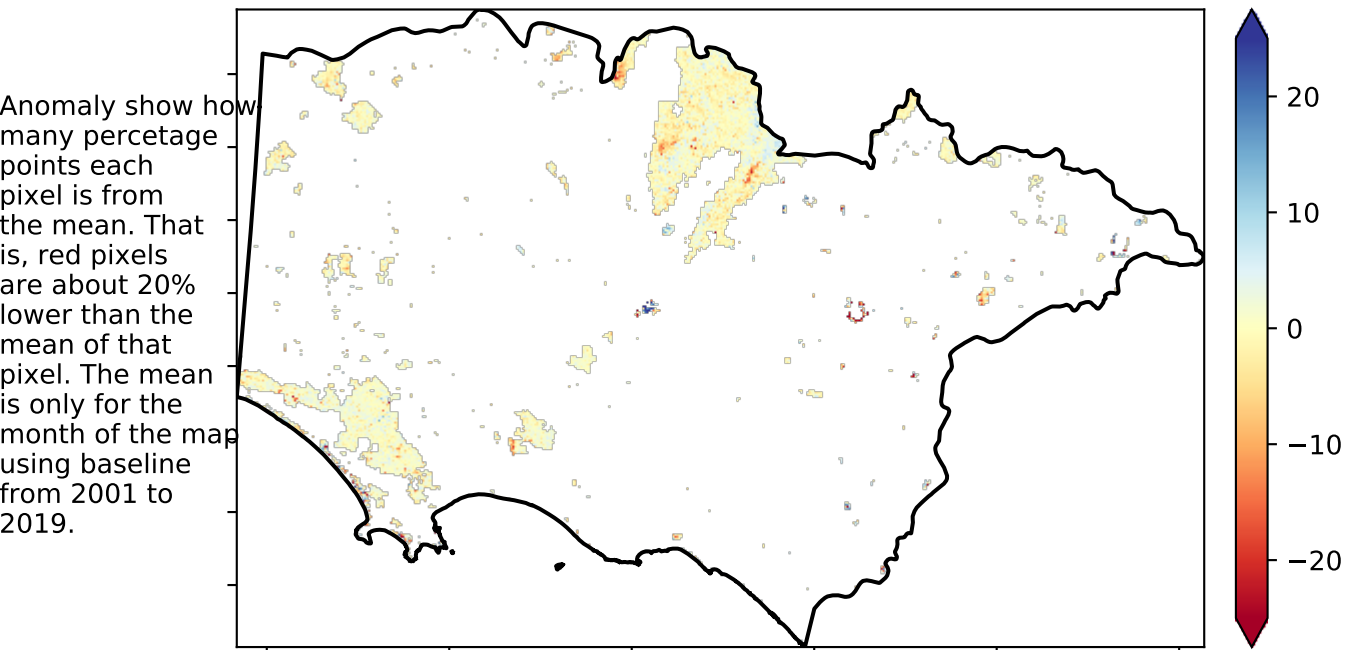 Anomaly show how
many percetage
points each
pixel is from
the mean. That
is, red pixels
are about 20%
lower than the
mean of that
pixel. The mean
is only for the
month of the map
using baseline
from 2001 to
2019.
20
10
0
−10
−20